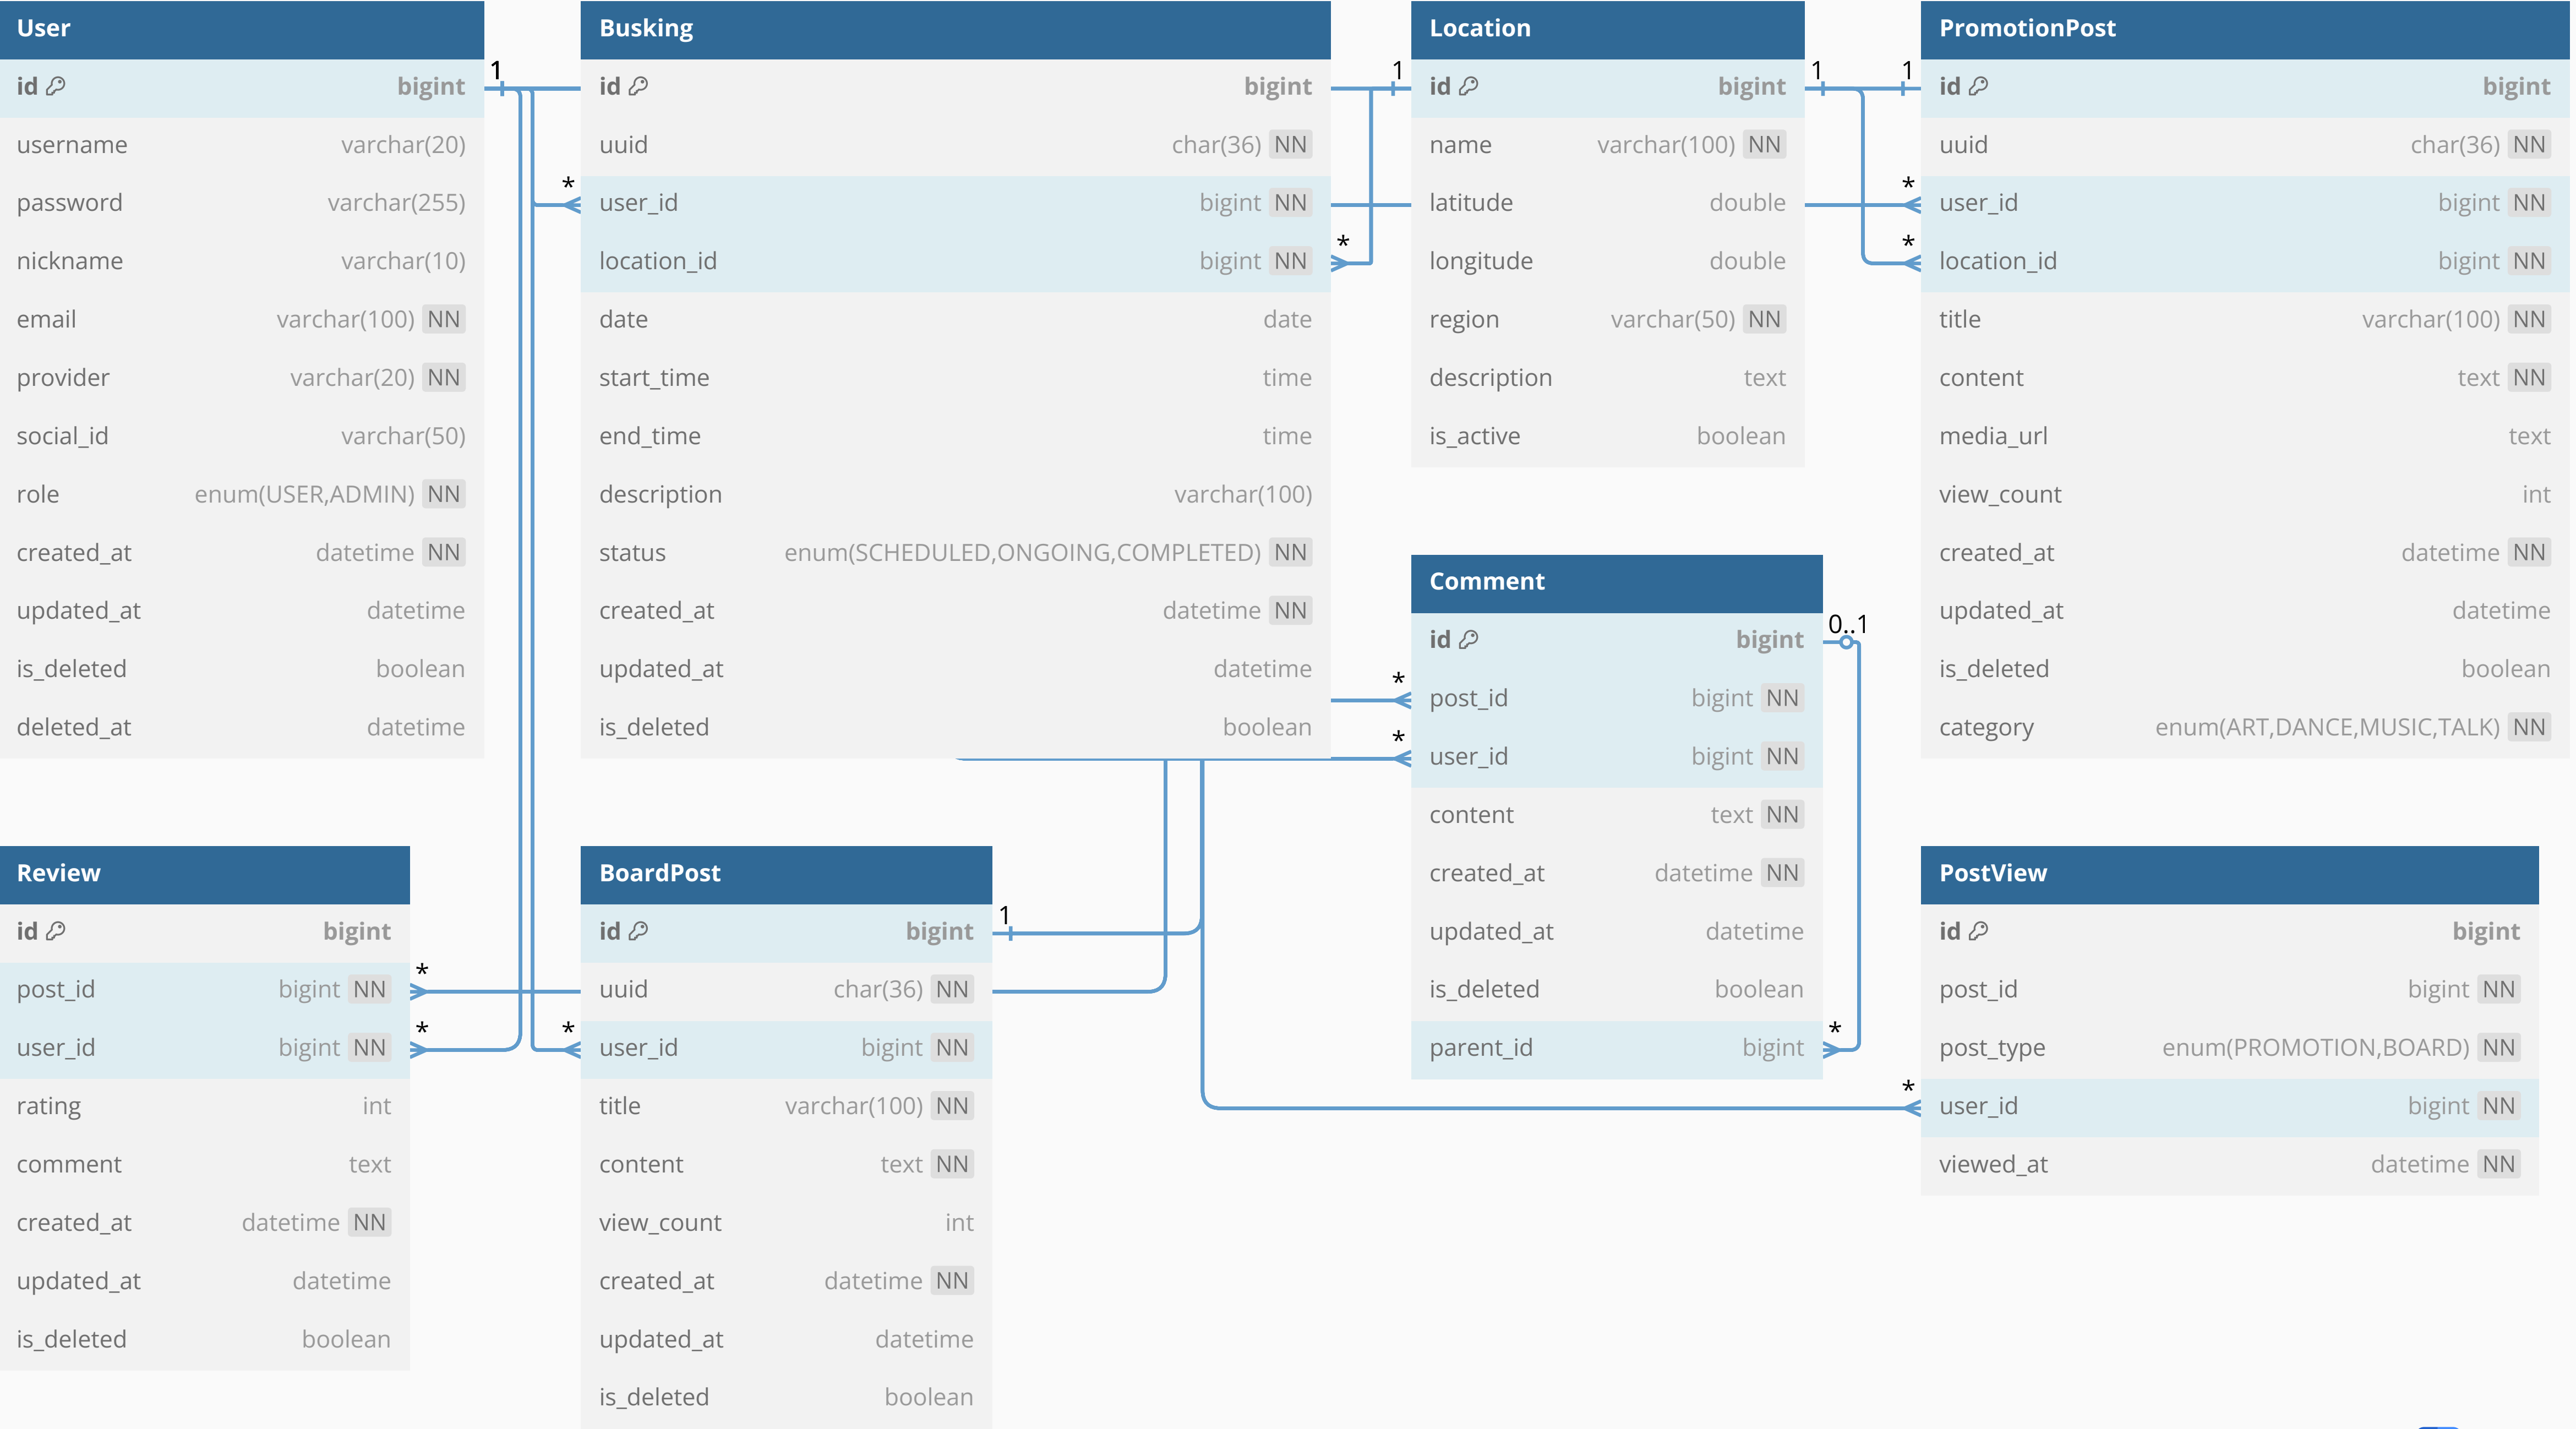 User
id bigint
username varchar(20)
password varchar(255)
nickname varchar(10)
email varchar(100) NN
provider varchar(20) NN
social_id varchar(50)
role enum(USER,ADMIN) NN
created_at datetime NN
updated_at datetime
is_deleted boolean
deleted_at datetime
1
*
Busking
id bigint
uuid char(36) NN
user_id bigint NN
location_id bigint NN
date date
start_time time
end_time time
description varchar(100)
status enum(SCHEDULED,ONGOING,COMPLETED) NN
created_at datetime NN
updated_at datetime
is_deleted boolean
1
*
Location
id bigint
name varchar(100) NN
latitude double
longitude double
region varchar(50) NN
description text
is_active boolean
1
1
*
*
PromotionPost
id bigint
uuid char(36) NN
user_id bigint NN
location_id bigint NN
title varchar(100) NN
content text NN
media_url text
view_count int
created_at datetime NN
updated_at datetime
is_deleted boolean
category enum(ART,DANCE,MUSIC,TALK) NN
*
*
Comment
id bigint
post_id bigint NN
user_id bigint NN
content text NN
created_at datetime NN
updated_at datetime
is_deleted boolean
parent_id bigint
0..1
*
Review
id bigint
post_id bigint NN
user_id bigint NN
rating int
comment text
created_at datetime NN
updated_at datetime
is_deleted boolean
*
*
*
BoardPost
id bigint
uuid char(36) NN
user_id bigint NN
title varchar(100) NN
content text NN
view_count int
created_at datetime NN
updated_at datetime
is_deleted boolean
1
*
PostView
id bigint
post_id bigint NN
post_type enum(PROMOTION,BOARD) NN
user_id bigint NN
viewed_at datetime NN